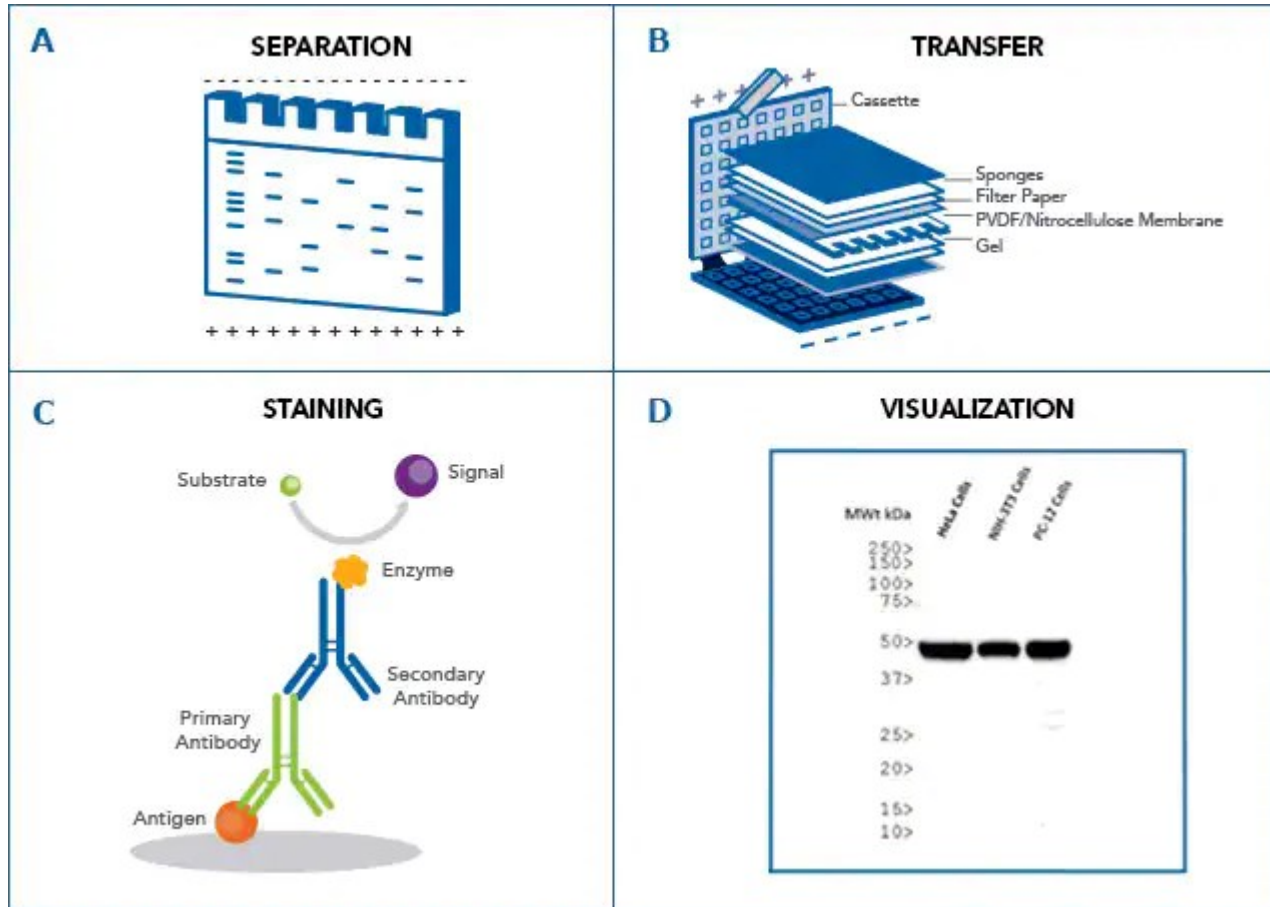 A
SEPARATION
- - - - - - - - - - - - - - - - - - - -
+ + + + + + + + + + + + +
B
TRANSFER
+ + + + +
Cassette
Sponges
Filter Paper
PVDF/Nitrocellulose Membrane
Gel
- - - - - - -
C
STAINING
Substrate
Signal
Enzyme
Secondary
Antibody
Primary
Antibody
Antigen
D
VISUALIZATION
MWt kDa
HeLa Cells
NIH-3T3 Cells
PC-12 Cells
250>
150>
100>
75>
50>
37>
25>
20>
15>
10>